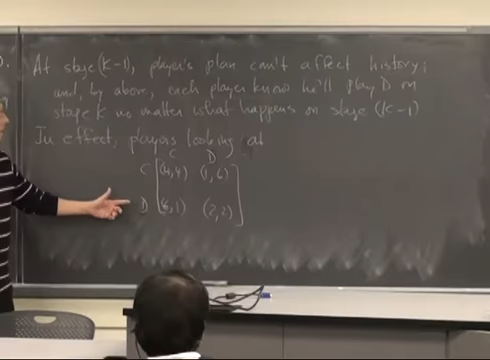 At stage (K-1), player's plan can't affect history;
and, by above, each player knows he'll play D on
stage K no matter what happens on stage (K-1)
In effect, players looking at
C D
C (4,4) (1,6)
D (6,1) (2,2)